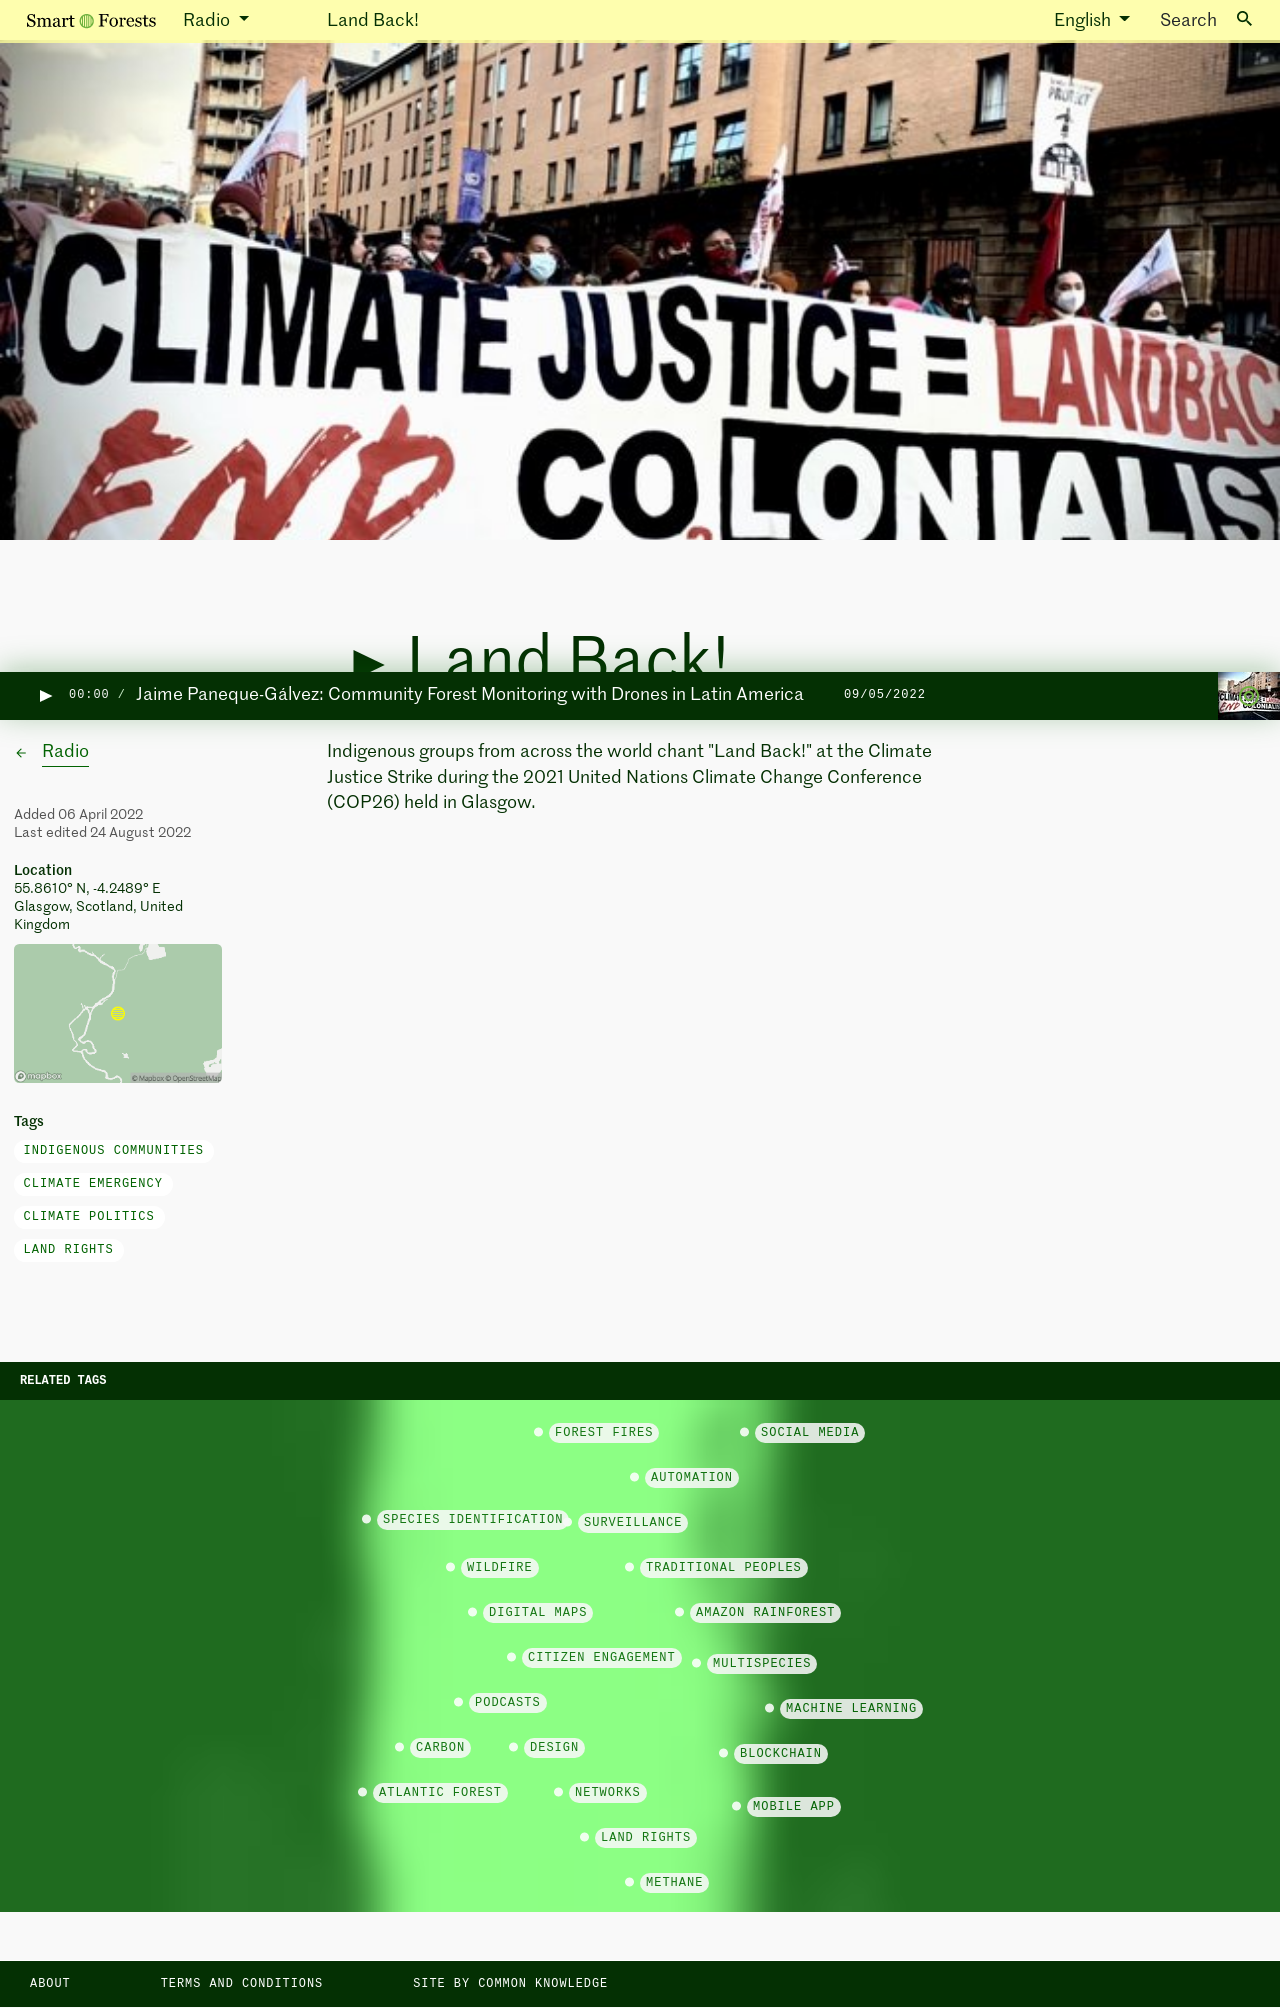 Smart Forests
Radio
Land Back!
English
Search
PROTECT
CLIMATE JUSTICE = LANDBAC
END COLONIALIS
▶ Land Back!
▶ 00:00 / Jaime Paneque-Gálvez: Community Forest Monitoring with Drones in Latin America 09/05/2022
← Radio
Indigenous groups from across the world chant "Land Back!" at the Climate
Justice Strike during the 2021 United Nations Climate Change Conference
(COP26) held in Glasgow.
Added 06 April 2022
Last edited 24 August 2022
Location
55.8610° N, -4.2489° E
Glasgow, Scotland, United
Kingdom
mapbox
© Mapbox © OpenStreetMap
Tags
INDIGENOUS COMMUNITIES
CLIMATE EMERGENCY
CLIMATE POLITICS
LAND RIGHTS
RELATED TAGS
FOREST FIRES
SOCIAL MEDIA
AUTOMATION
SPECIES IDENTIFICATION
SURVEILLANCE
WILDFIRE
TRADITIONAL PEOPLES
DIGITAL MAPS
AMAZON RAINFOREST
CITIZEN ENGAGEMENT
MULTISPECIES
PODCASTS
MACHINE LEARNING
CARBON
DESIGN
BLOCKCHAIN
ATLANTIC FOREST
NETWORKS
MOBILE APP
LAND RIGHTS
METHANE
ABOUT
TERMS AND CONDITIONS
SITE BY COMMON KNOWLEDGE